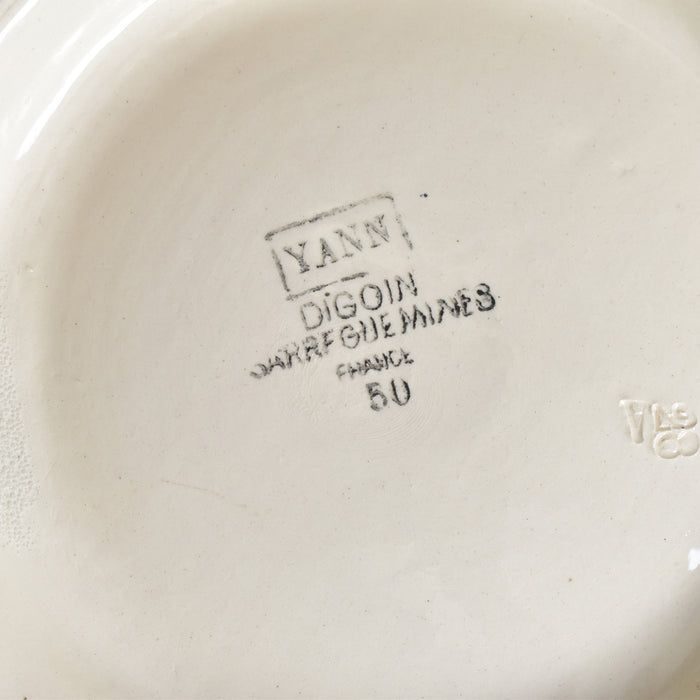 YANN
DiGOIN
SARREGUEMINES
FRANCE
50